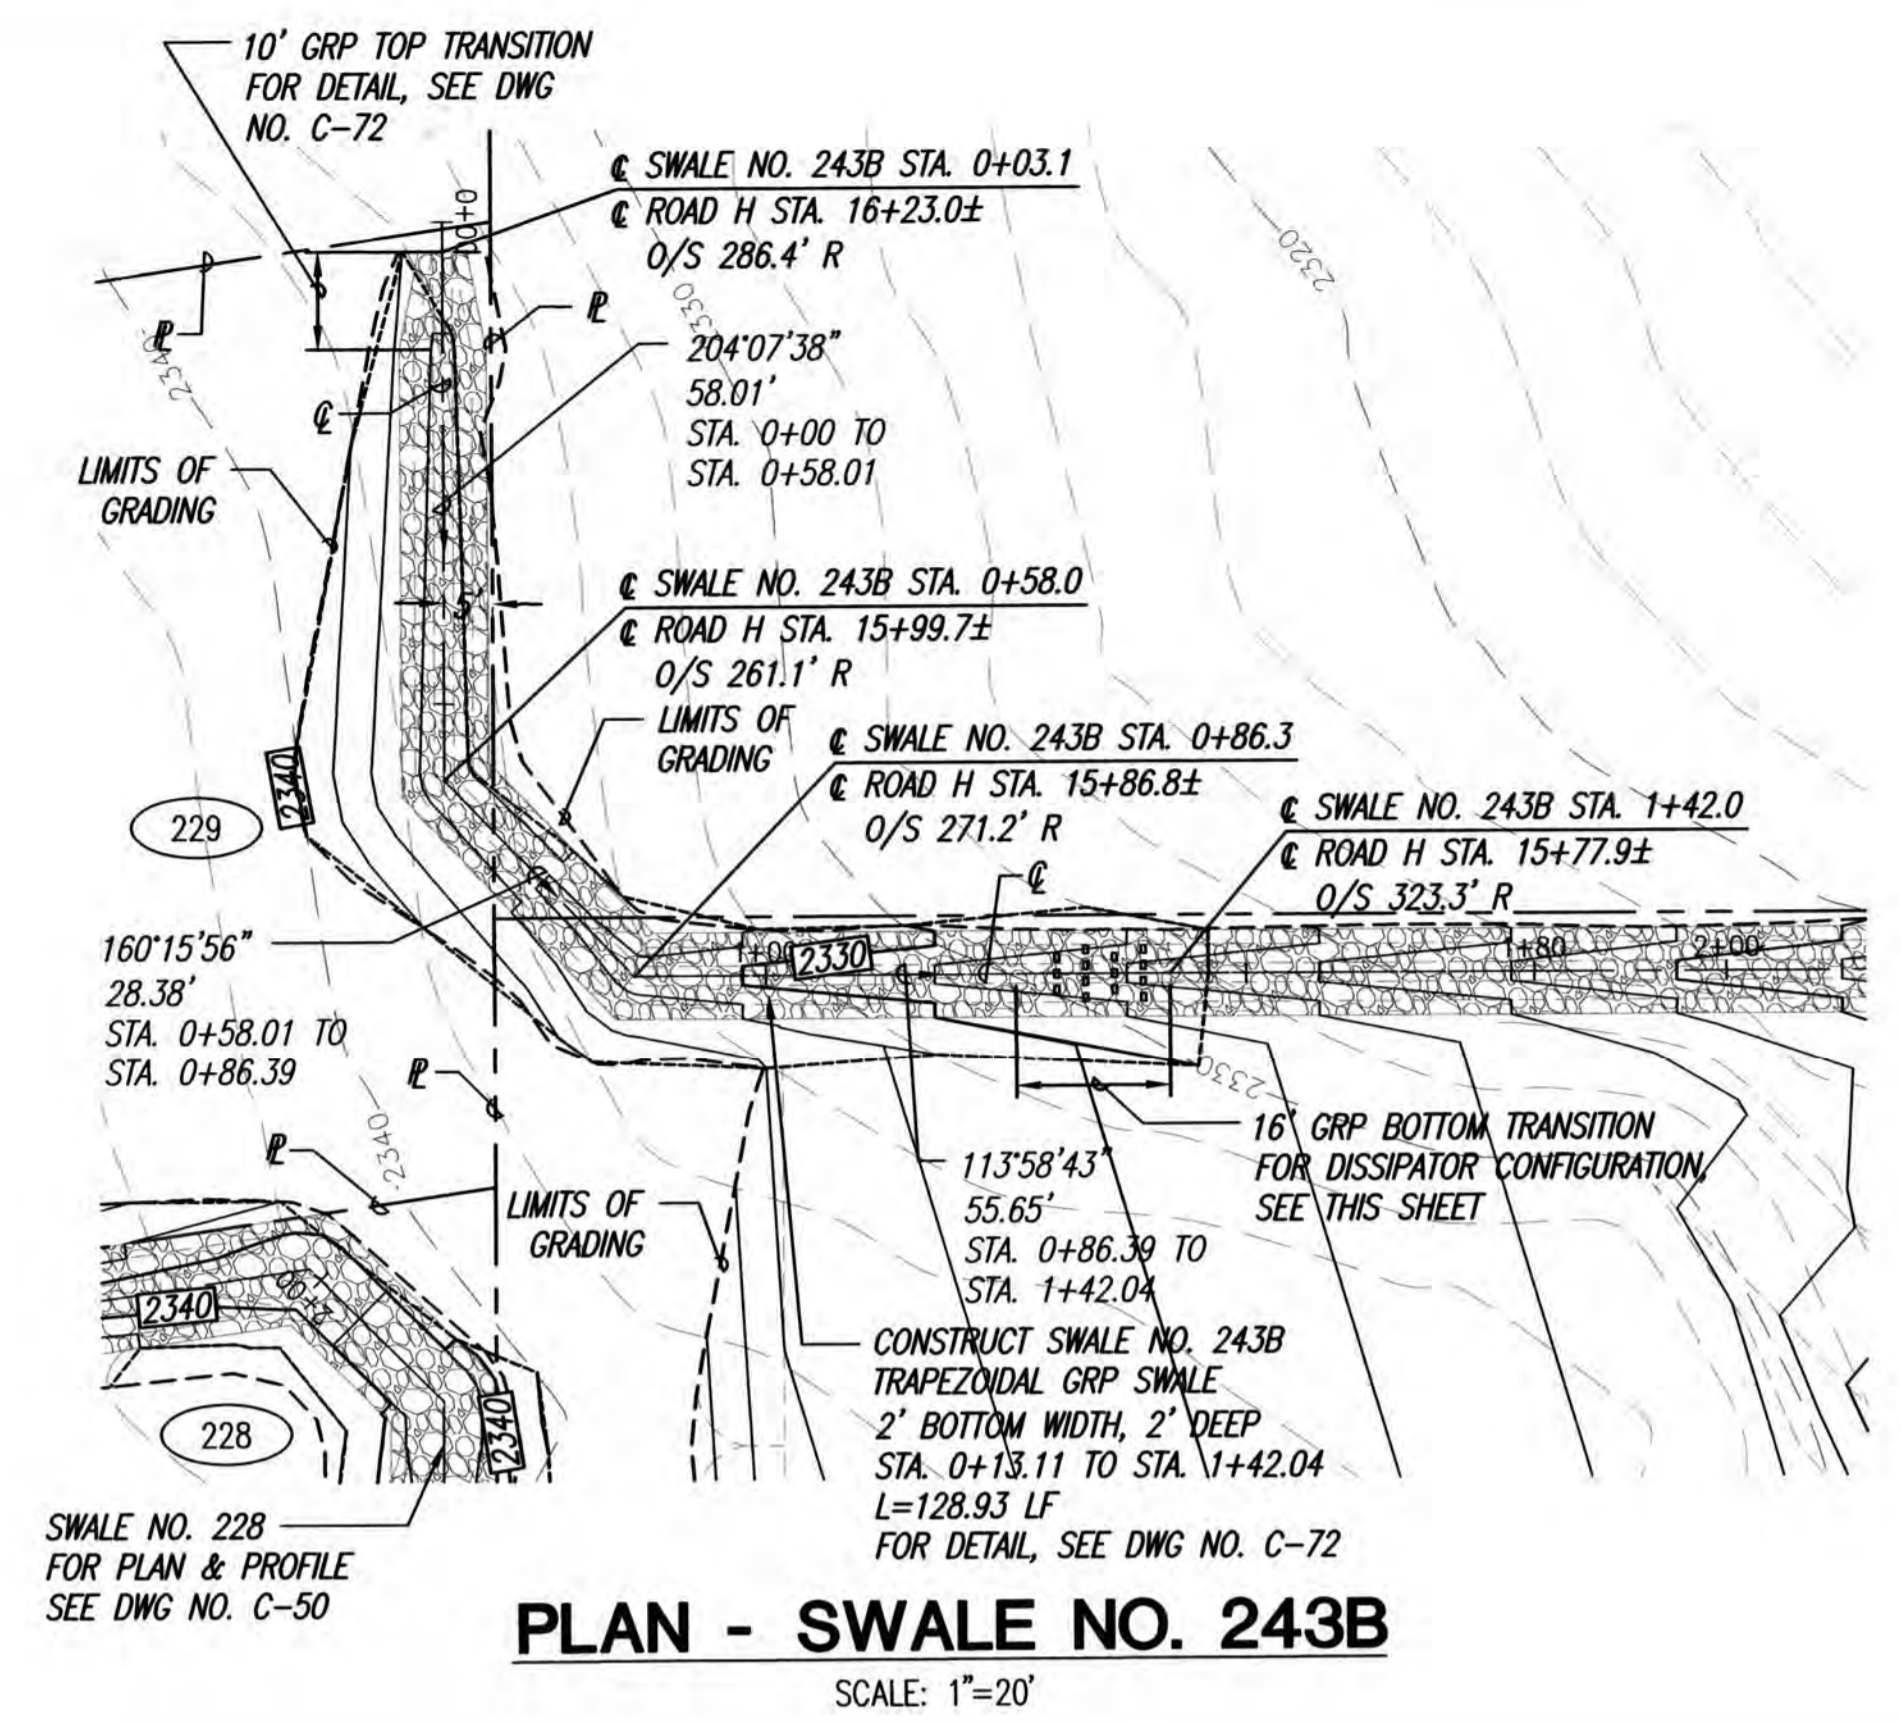 10' GRP TOP TRANSITION
FOR DETAIL, SEE DWG
NO. C-72
℄ SWALE NO. 243B STA. 0+03.1
℄ ROAD H STA. 16+23.0±
O/S 286.4' R
0+00
2320
2330
℄
2340
℄
LIMITS OF
GRADING
204°07'38"
58.01'
STA. 0+00 TO
STA. 0+58.01
5'
℄ SWALE NO. 243B STA. 0+58.0
℄ ROAD H STA. 15+99.7±
O/S 261.1' R
LIMITS OF
GRADING
℄ SWALE NO. 243B STA. 0+86.3
℄ ROAD H STA. 15+86.8±
O/S 271.2' R
℄ SWALE NO. 243B STA. 1+42.0
℄ ROAD H STA. 15+77.9±
O/S 323.3' R
2340
229
160°15'56"
28.38'
STA. 0+58.01 TO
STA. 0+86.39
1+00
2330
1+80
2+00
2330
16' GRP BOTTOM TRANSITION
FOR DISSIPATOR CONFIGURATION,
SEE THIS SHEET
113°58'43"
55.65'
STA. 0+86.39 TO
STA. 1+42.04
2340
LIMITS OF
GRADING
2340
228
2340
CONSTRUCT SWALE NO. 243B
TRAPEZOIDAL GRP SWALE
2' BOTTOM WIDTH, 2' DEEP
STA. 0+13.11 TO STA. 1+42.04
L=128.93 LF
FOR DETAIL, SEE DWG NO. C-72
SWALE NO. 228
FOR PLAN & PROFILE
SEE DWG NO. C-50
PLAN - SWALE NO. 243B
SCALE: 1"=20'